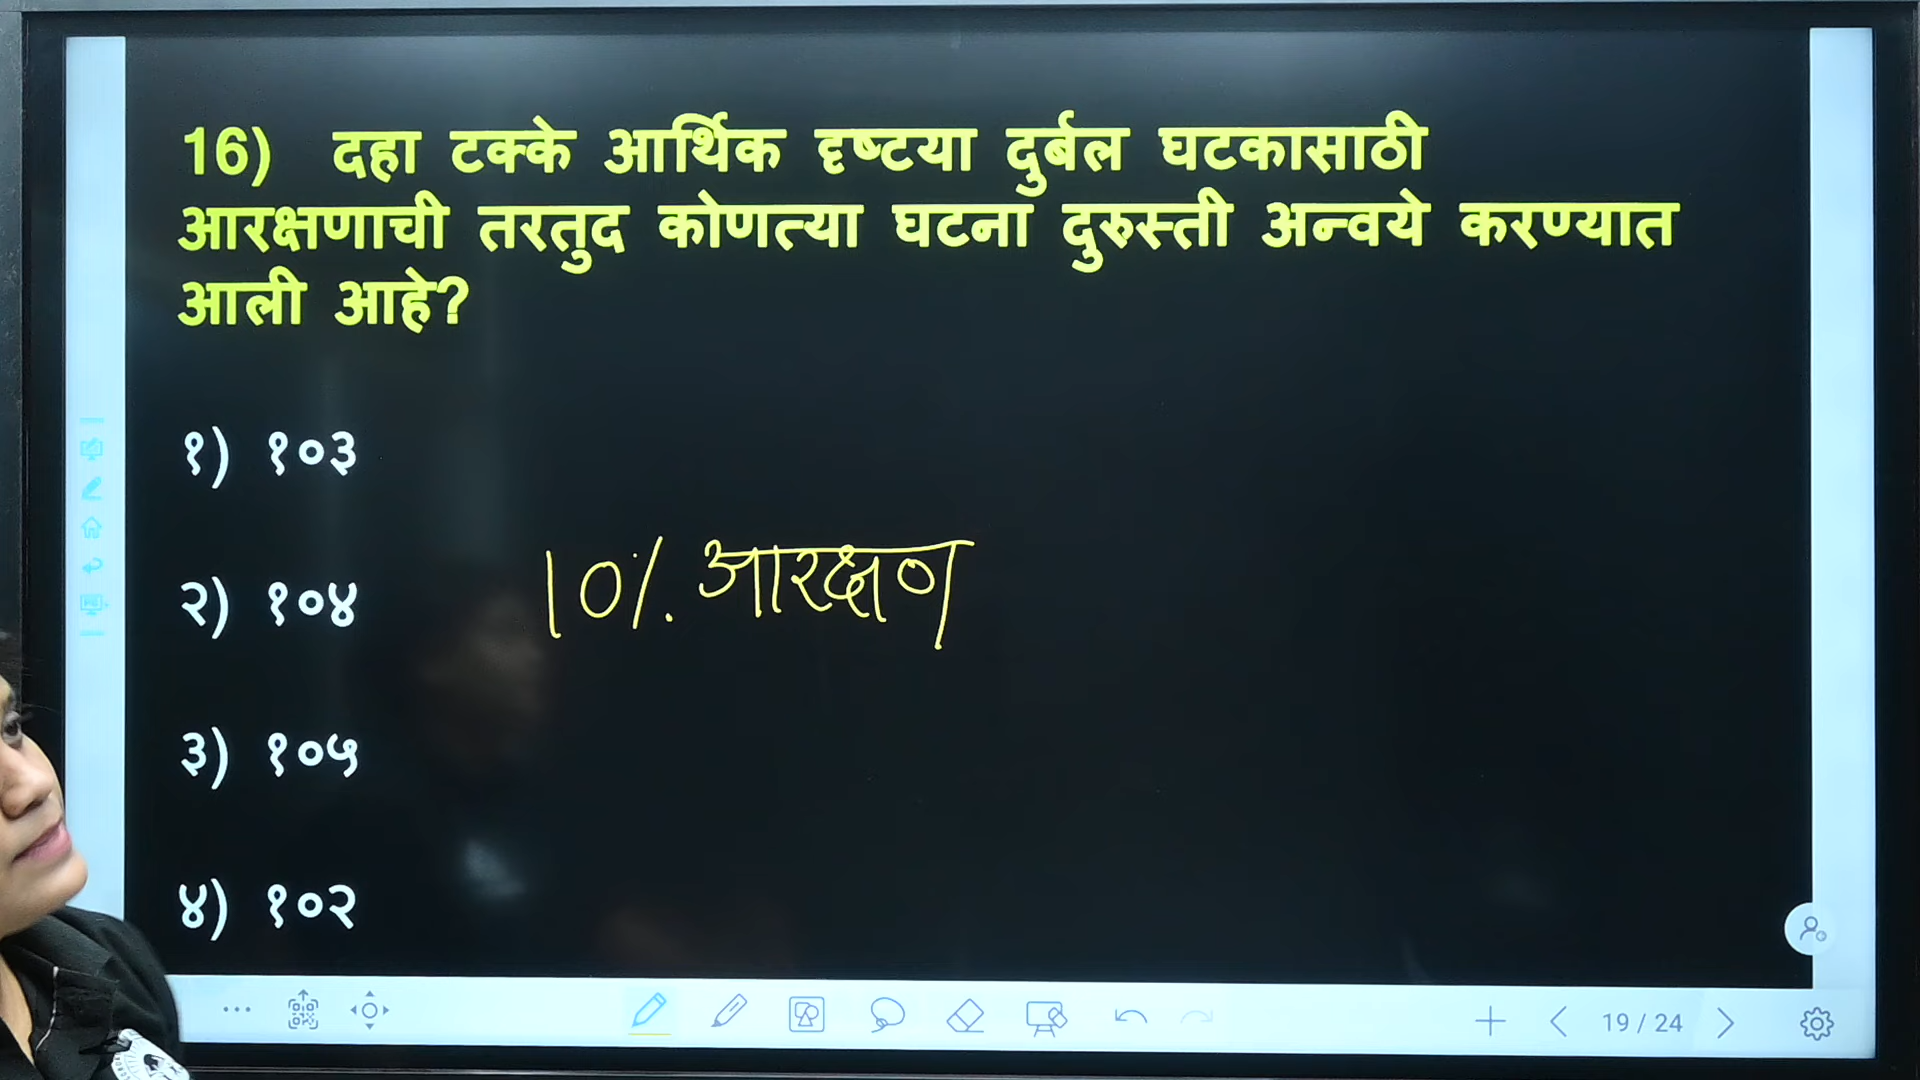 16) दहा टक्के आर्थिक दृष्टया दुर्बल घटकासाठी
आरक्षणाची तरतुद कोणत्या घटना दुरुस्ती अन्वये करण्यात
आली आहे?
१) १०३
२) १०४
10% आरक्षण
३) १०५
४) १०२
19 / 24